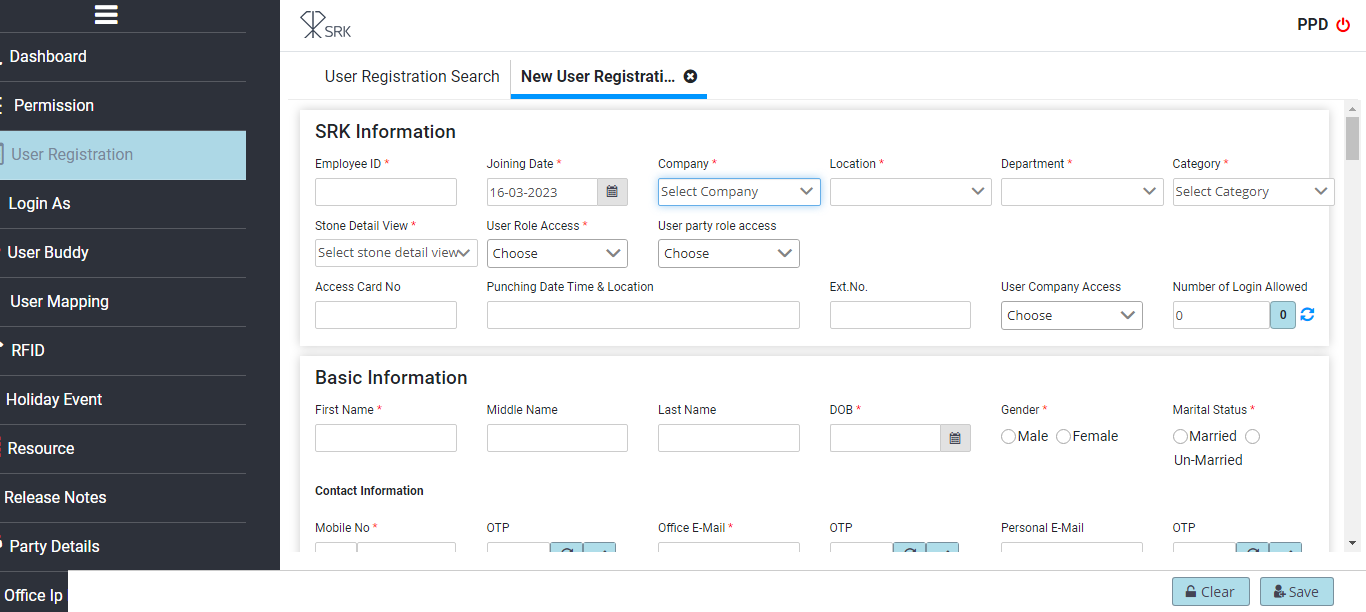 SRK
PPD
Dashboard
Permission
User Registration
Login As
User Buddy
User Mapping
RFID
Holiday Event
Resource
Release Notes
Party Details
Office Ip
User Registration Search
New User Registrati...
SRK Information
Employee ID * Joining Date * Company * Location * Department * Category *
16-03-2023 Select Company Select Category
Stone Detail View * User Role Access * User party role access
Select stone detail view Choose Choose
Access Card No Punching Date Time & Location Ext.No. User Company Access Number of Login Allowed
Choose 0 0
Basic Information
First Name * Middle Name Last Name DOB * Gender * Marital Status *
Male Female Married
Un-Married
Contact Information
Mobile No * OTP Office E-Mail * OTP Personal E-Mail OTP
Clear Save